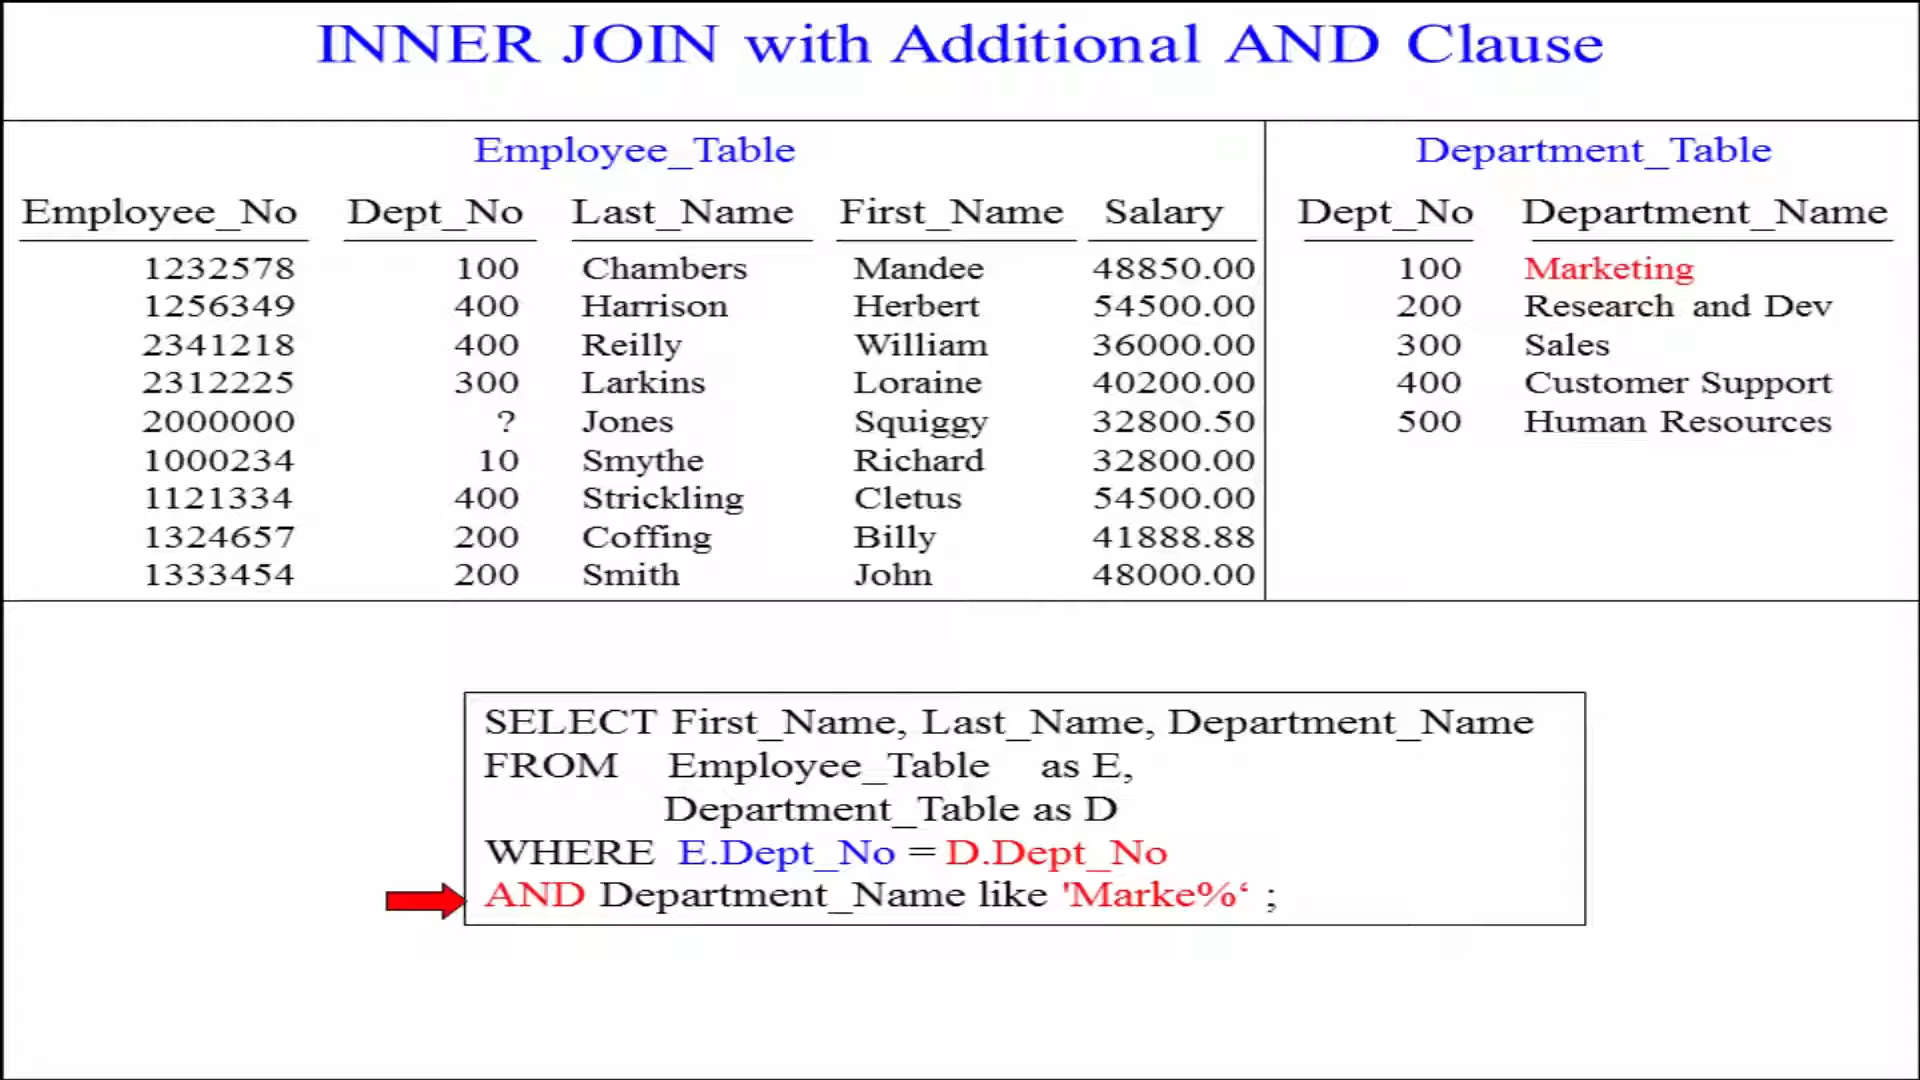 INNER JOIN with Additional AND Clause
Employee_Table Department_Table
Employee_No Dept_No Last_Name First_Name Salary Dept_No Department_Name
1232578 100 Chambers Mandee 48850.00 100 Marketing
1256349 400 Harrison Herbert 54500.00 200 Research and Dev
2341218 400 Reilly William 36000.00 300 Sales
2312225 300 Larkins Loraine 40200.00 400 Customer Support
2000000 ? Jones Squiggy 32800.50 500 Human Resources
1000234 10 Smythe Richard 32800.00
1121334 400 Strickling Cletus 54500.00
1324657 200 Coffing Billy 41888.88
1333454 200 Smith John 48000.00
SELECT First_Name, Last_Name, Department_Name
FROM Employee_Table as E,
Department_Table as D
WHERE E.Dept_No = D.Dept_No
AND Department_Name like 'Marke%‘ ;